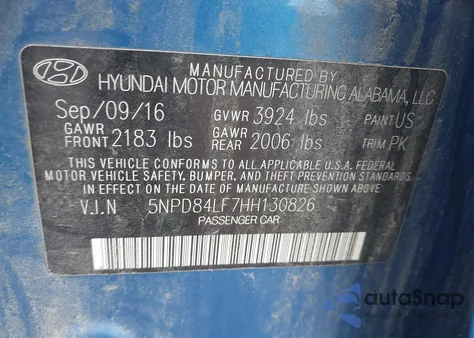 MANUFACTURED BY
HYUNDAI MOTOR MANUFACTURING ALABAMA, LLC
Sep/09/16 GVWR 3924 lbs PAINT US
GAWR FRONT 2183 lbs GAWR REAR 2006 lbs TRIM PK
THIS VEHICLE CONFORMS TO ALL APPLICABLE U.S.A. FEDERAL
MOTOR VEHICLE SAFETY, BUMPER, AND THEFT PREVENTION STANDARDS
IN EFFECT ON THE DATE OF MANUFACTURE SHOWN ABOVE.
V.I.N 5NPD84LF7HH130826
PASSENGER CAR
autoSnap